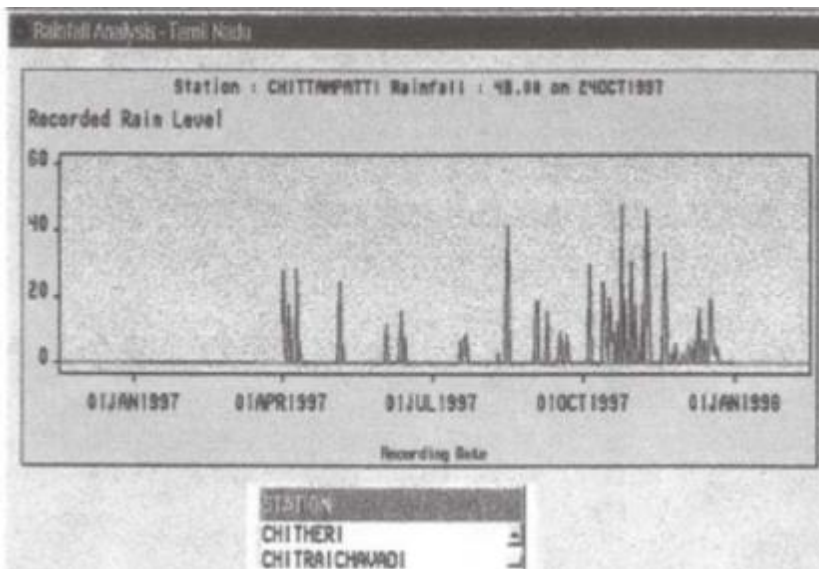 Rainfall Analysis - Tamil Nadu
Station : CHITTAMPATTI Rainfall : 48.00 on 24OCT1997
Recorded Rain Level
60
40
20
0
01JAN1997 01APR1997 01JUL1997 01OCT1997 01JAN1998
Recording Date
STATION
CHITHERI
CHITRAICHAVADI